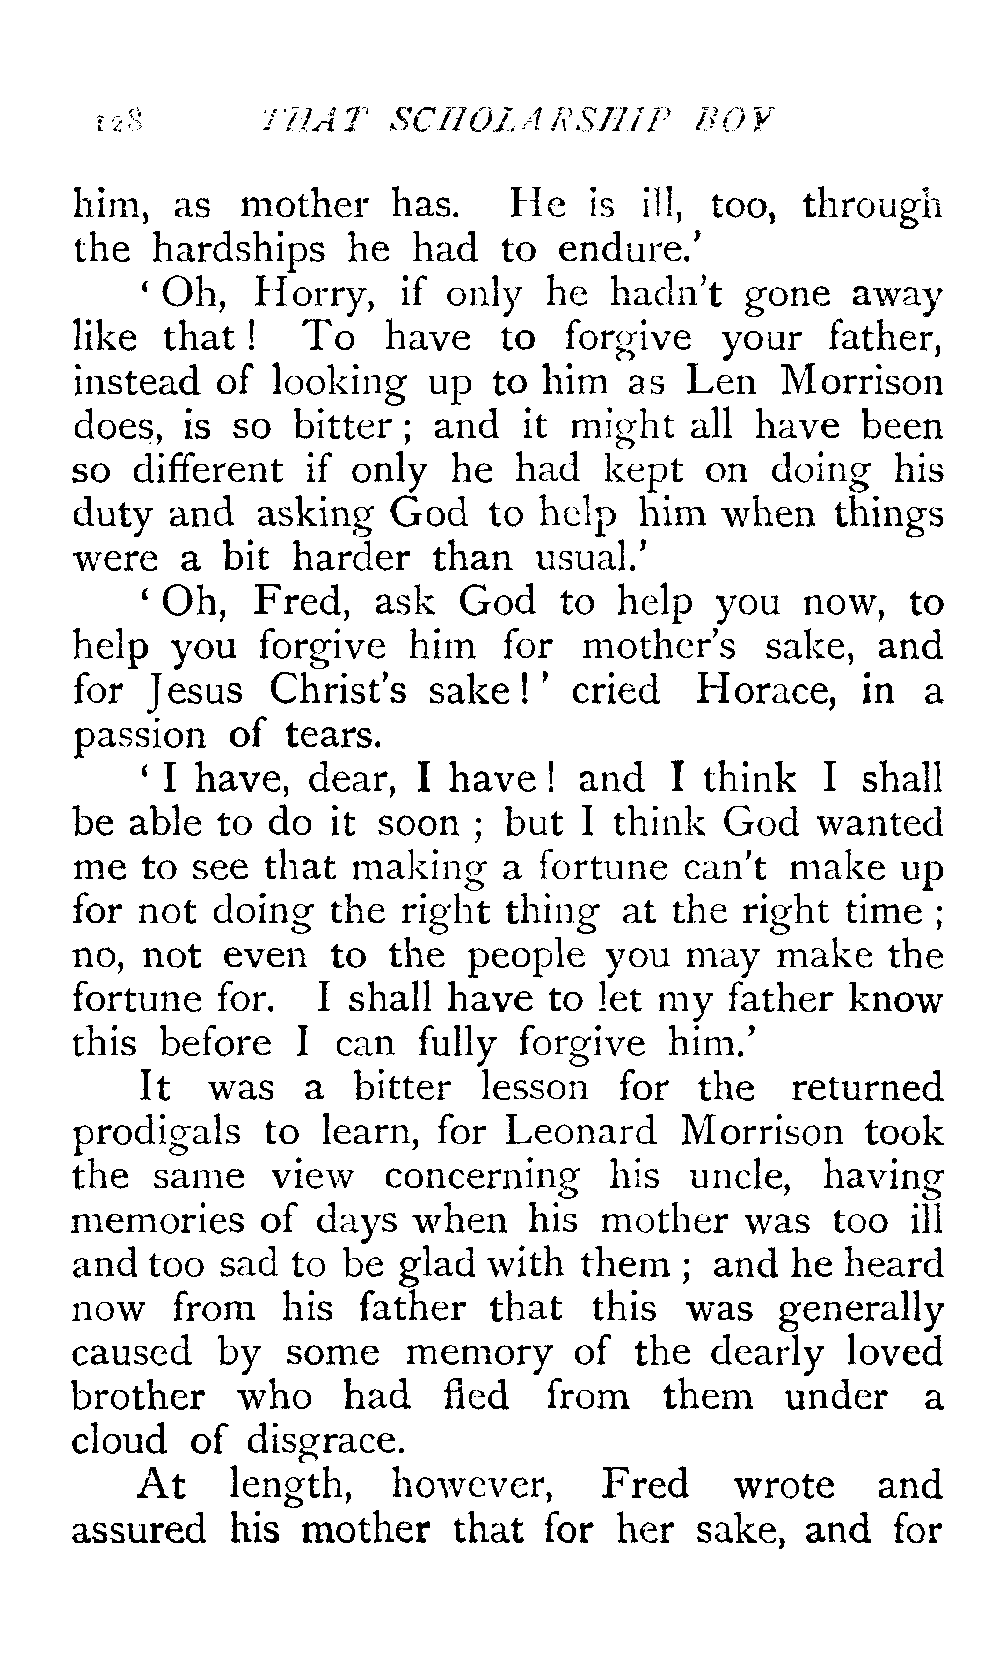 128 THAT SCHOLARSHIP BOY
him, as mother has. He is ill, too, through
the hardships he had to endure.'
‘ Oh, Horry, if only he hadn't gone away
like that ! To have to forgive your father,
instead of looking up to him as Len Morrison
does, is so bitter ; and it might all have been
so different if only he had kept on doing his
duty and asking God to help him when things
were a bit harder than usual.'
‘ Oh, Fred, ask God to help you now, to
help you forgive him for mother's sake, and
for Jesus Christ's sake ! ' cried Horace, in a
passion of tears.
‘ I have, dear, I have ! and I think I shall
be able to do it soon ; but I think God wanted
me to see that making a fortune can't make up
for not doing the right thing at the right time ;
no, not even to the people you may make the
fortune for. I shall have to let my father know
this before I can fully forgive him.'
It was a bitter lesson for the returned
prodigals to learn, for Leonard Morrison took
the same view concerning his uncle, having
memories of days when his mother was too ill
and too sad to be glad with them ; and he heard
now from his father that this was generally
caused by some memory of the dearly loved
brother who had fled from them under a
cloud of disgrace.
At length, however, Fred wrote and
assured his mother that for her sake, and for